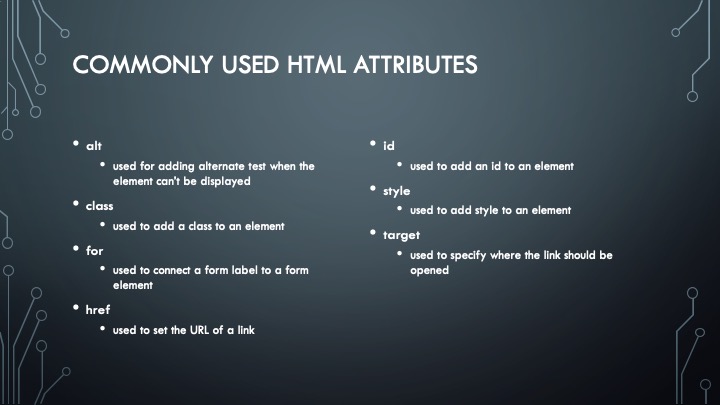 COMMONLY USED HTML ATTRIBUTES
• alt
• used for adding alternate test when the
element can't be displayed
• class
• used to add a class to an element
• for
• used to connect a form label to a form
element
• href
• used to set the URL of a link
• id
• used to add an id to an element
• style
• used to add style to an element
• target
• used to specify where the link should be
opened